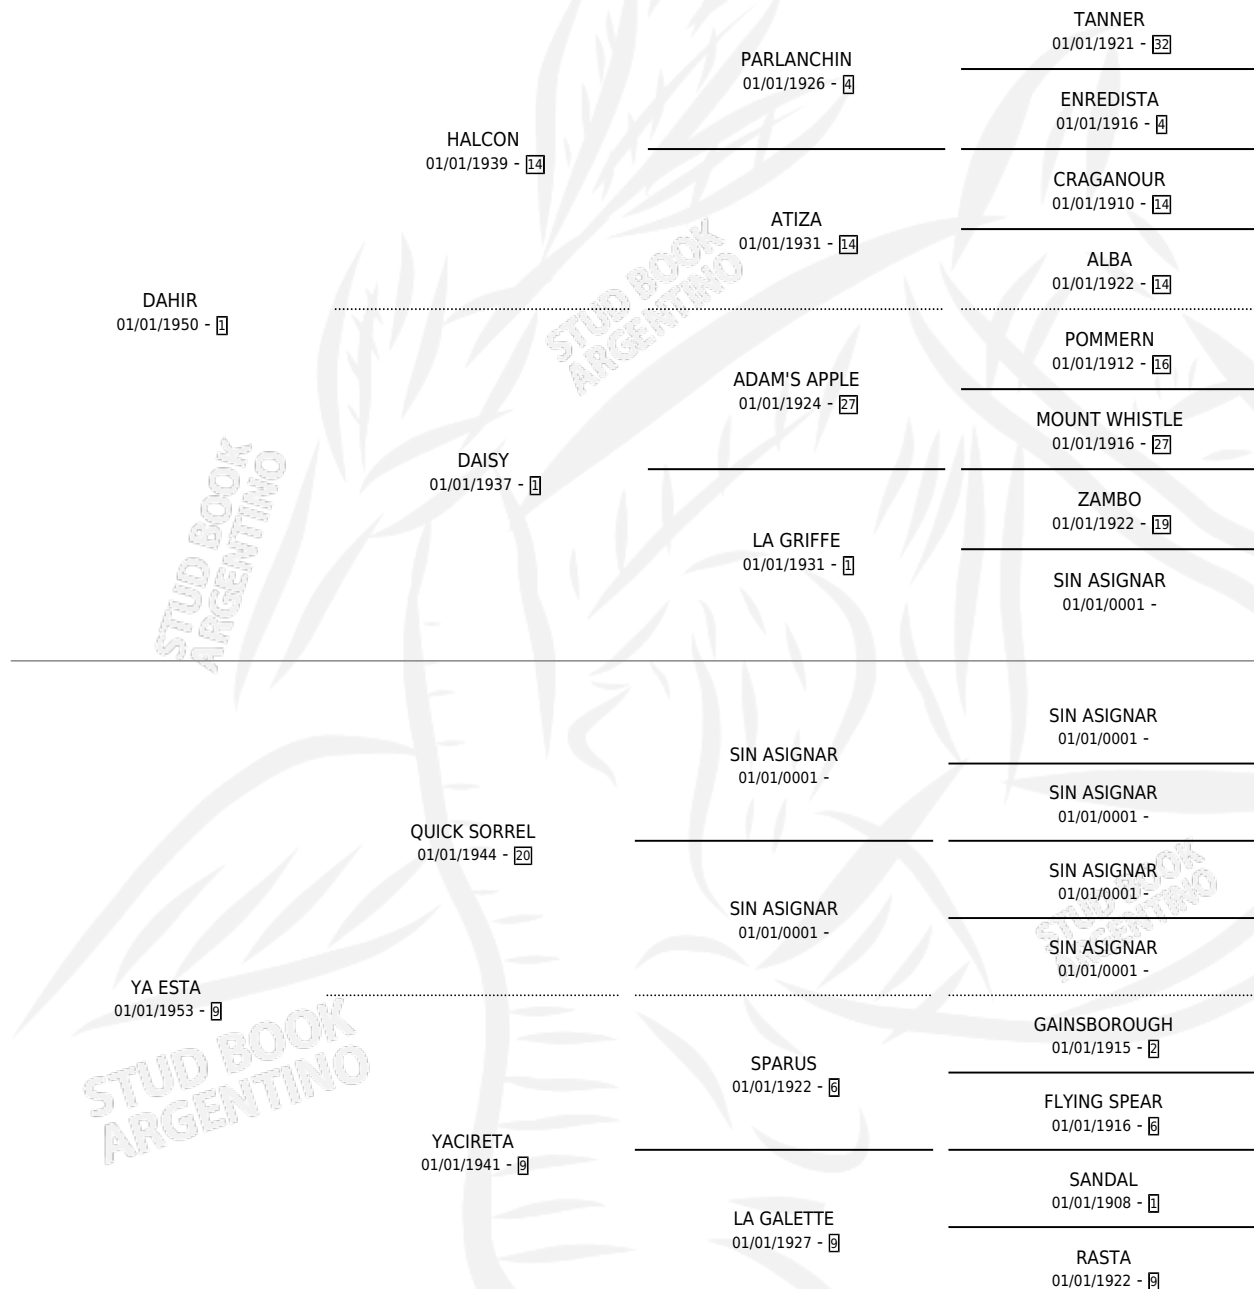 TANNER
01/01/1921 - 32
PARLANCHIN
01/01/1926 - 4
ENREDISTA
01/01/1916 - 4
HALCON
01/01/1939 - 14
CRAGANOUR
01/01/1910 - 14
ATIZA
01/01/1931 - 14
ALBA
01/01/1922 - 14
DAHIR
01/01/1950 - 1
STUD BOOK
ARGENTINO
POMMERN
01/01/1912 - 16
ADAM'S APPLE
01/01/1924 - 27
MOUNT WHISTLE
01/01/1916 - 27
DAISY
01/01/1937 - 1
ZAMBO
01/01/1922 - 19
LA GRIFFE
01/01/1931 - 1
SIN ASIGNAR
01/01/0001 -
STUD BOOK
ARGENTINO
SIN ASIGNAR
01/01/0001 -
SIN ASIGNAR
01/01/0001 -
SIN ASIGNAR
01/01/0001 -
QUICK SORREL
01/01/1944 - 20
SIN ASIGNAR
01/01/0001 -
SIN ASIGNAR
01/01/0001 -
SIN ASIGNAR
01/01/0001 -
STUD BOOK
ARGENTINO
YA ESTA
01/01/1953 - 9
STUD BOOK
ARGENTINO
GAINSBOROUGH
01/01/1915 - 2
SPARUS
01/01/1922 - 6
FLYING SPEAR
01/01/1916 - 6
YACIRETA
01/01/1941 - 9
SANDAL
01/01/1908 - 1
LA GALETTE
01/01/1927 - 9
RASTA
01/01/1922 - 9